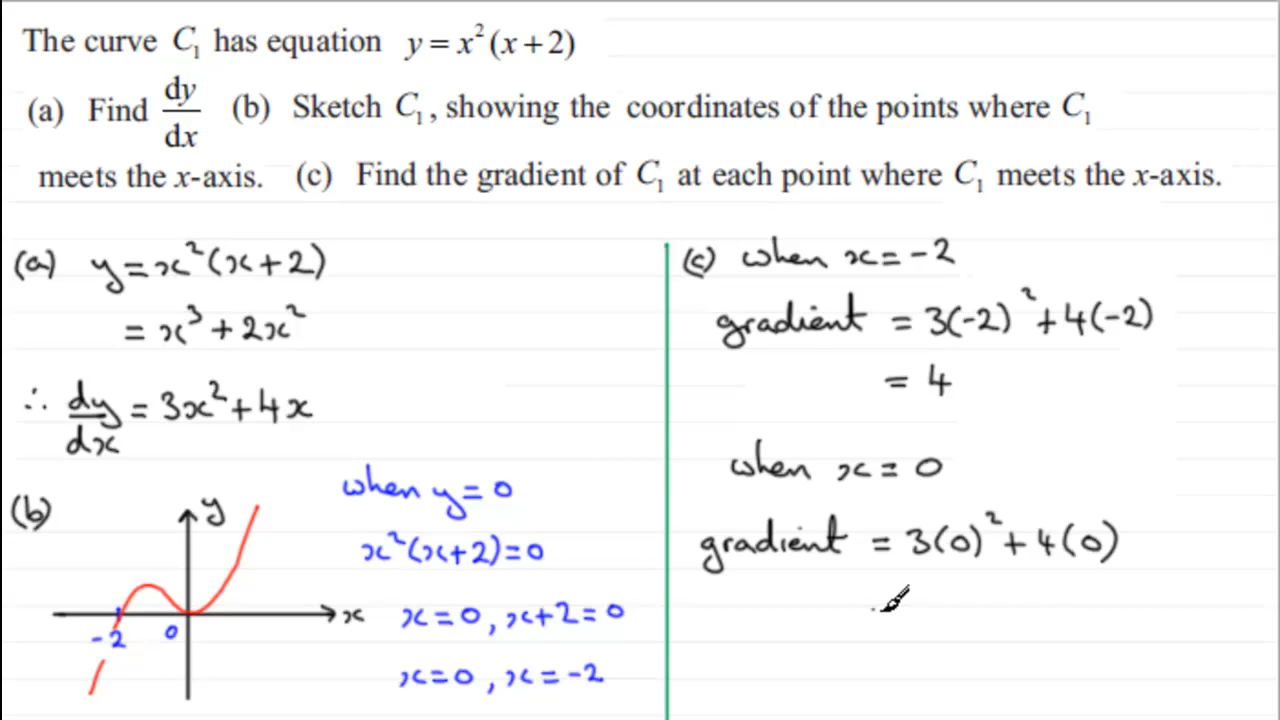 The curve C₁ has equation y = x²(x+2)
(a) Find dy/dx (b) Sketch C₁, showing the coordinates of the points where C₁
meets the x-axis. (c) Find the gradient of C₁ at each point where C₁ meets the x-axis.
(a) y = x²(x+2)
= x³ + 2x²
∴ dy/dx = 3x² + 4x
(b)
y
x
-2
0
when y = 0
x²(x+2) = 0
x = 0, x+2 = 0
x = 0, x = -2
(c) when x = -2
gradient = 3(-2)² + 4(-2)
= 4
when x = 0
gradient = 3(0)² + 4(0)